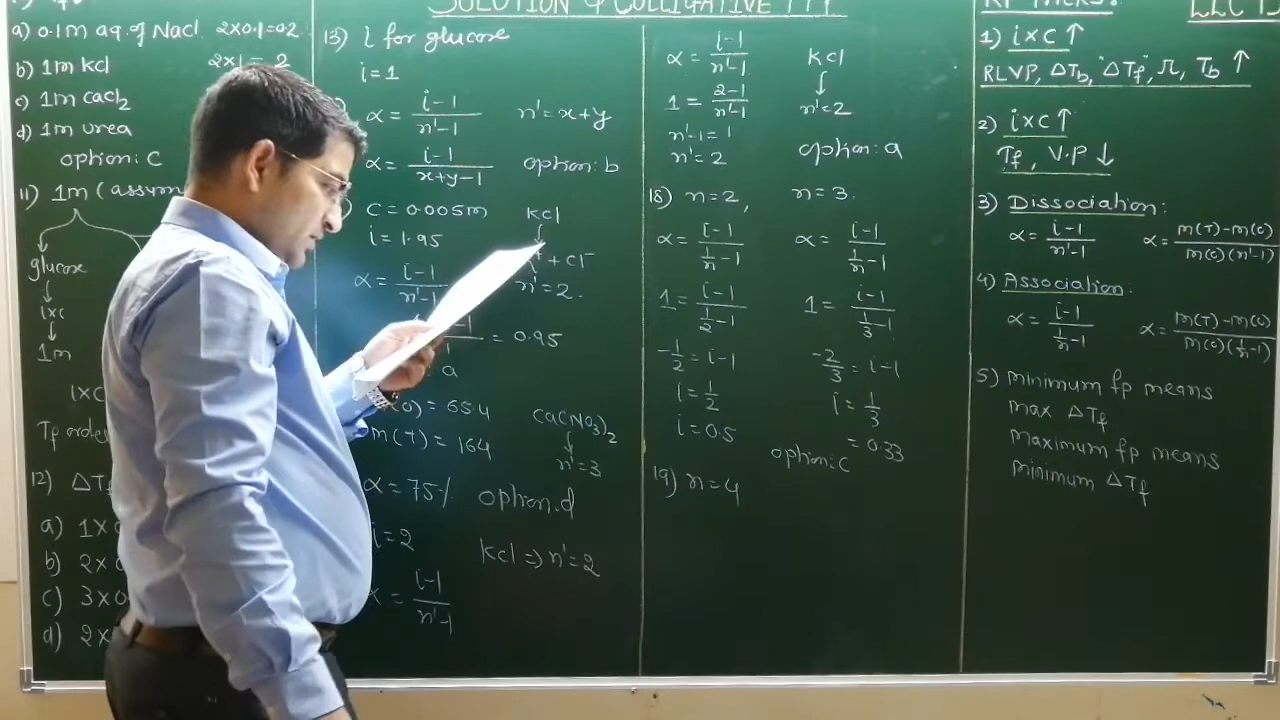 SOLUTION & COLLIGATIVE PPY
a) 0.1m aq. of Nacl 2×0.1=0.2
b) 1m kcl 2×1 = 2
c) 1m cacl2
d) 1m urea
option: c
11) 1m (assum
glucose
↓
i×c
↓
1m
i×c
Tf order
12) ΔTf
a) 1×
b) 2×
c) 3×0
d) 2×
13) i for glucose
i=1
α = i-1/n'-1 n'=x+y
α = i-1/x+y-1 option: b
c = 0.005m kcl
i = 1.95 + cl-
α = i-1/n'-1 n'=2.
= 0.95
a
m(o) = 65.4 ca(NO3)2
m(T) = 164 ↓
n'=3
α = 75% option: d
i=2
kcl ⇒ n'=2
α = i-1/n'-1
α = i-1/n'-1 kcl
↓
1 = 2-1/n'-1 n'=2
n'-1 = 1
n' = 2 option: a
18) n=2, n=3.
α = i-1/1/n-1 α = i-1/1/n-1
1 = i-1/1/2-1 1 = i-1/1/3-1
-1/2 = i-1 -2/3 = i-1
i = 1/2 i = 1/3
i = 0.5 = 0.33
option: c
19) n=4
1) i×c ↑
RLVP, ΔTb, "ΔTf", π, Tb ↑
2) i×c ↑
Tf, V.P ↓
3) Dissociation:
α = i-1/n'-1 α = m(T)-m(o)/m(o)(n'-1)
4) Association:
α = i-1/1/n-1 α = m(T)-m(o)/m(o)(1/n-1)
5) minimum fp means
max ΔTf
maximum fp means
minimum ΔTf